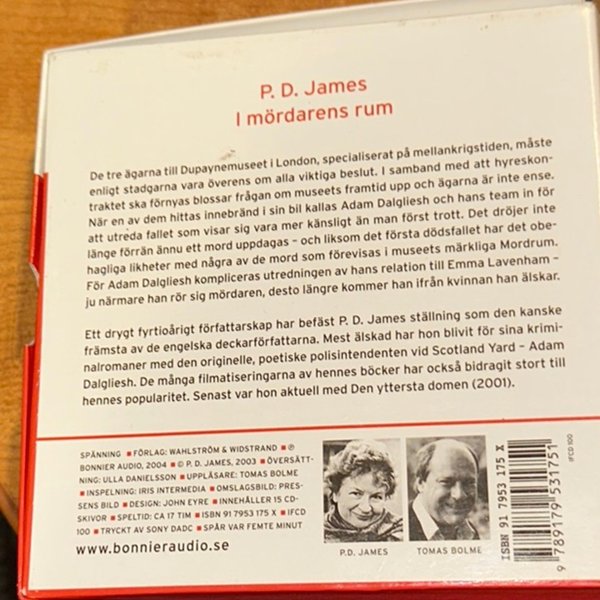 P. D. James
I mördarens rum
De tre ägarna till Dupaynemuseet i London, specialiserat på mellankrigstiden, måste
enligt stadgarna vara överens om alla viktiga beslut. I samband med att hyreskon-
traktet ska förnyas blossar frågan om museets framtid upp och ägarna är inte ense.
När en av dem hittas innebränd i sin bil kallas Adam Dalgliesh och hans team in för
att utreda fallet som visar sig vara mer känsligt än man först trott. Det dröjer inte
länge förrän ännu ett mord uppdagas – och liksom det första dödsfallet har det obe-
hagliga likheter med några av de mord som förevisas i museets märkliga Mordrum.
För Adam Dalgliesh kompliceras utredningen av hans relation till Emma Lavenham –
ju närmare han rör sig mördaren, desto längre kommer han ifrån kvinnan han älskar.
Ett drygt fyrtioårigt författarskap har befäst P. D. James ställning som den kanske
främsta av de engelska deckarförfattarna. Mest älskad har hon blivit för sina krimi-
nalromaner med den originelle, poetiske polisintendenten vid Scotland Yard – Adam
Dalgliesh. De många filmatiseringarna av hennes böcker har också bidragit stort till
hennes popularitet. Senast var hon aktuell med Den yttersta domen (2001).
SPÄNNING ■ FÖRLAG: WAHLSTRÖM & WIDSTRAND ■ ℗
BONNIER AUDIO, 2004 ■ © P. D. JAMES, 2003 ■ ÖVERSÄTT-
NING: ULLA DANIELSSON ■ UPPLÄSARE: TOMAS BOLME
■ INSPELNING: IRIS INTERMEDIA ■ OMSLAGSBILD: PRES-
SENS BILD ■ DESIGN: JOHN EYRE ■ INNEHÅLLER 15 CD-
SKIVOR ■ SPELTID: CA 17 TIM ■ ISBN 91 7953 175 X ■ IFCD
100 ■ TRYCKT AV SONY DADC ■ SPÅR VAR FEMTE MINUT
www.bonnieraudio.se
P.D. JAMES
TOMAS BOLME
ISBN 91 7953 175 X
9 789179 531751
IFCD 100